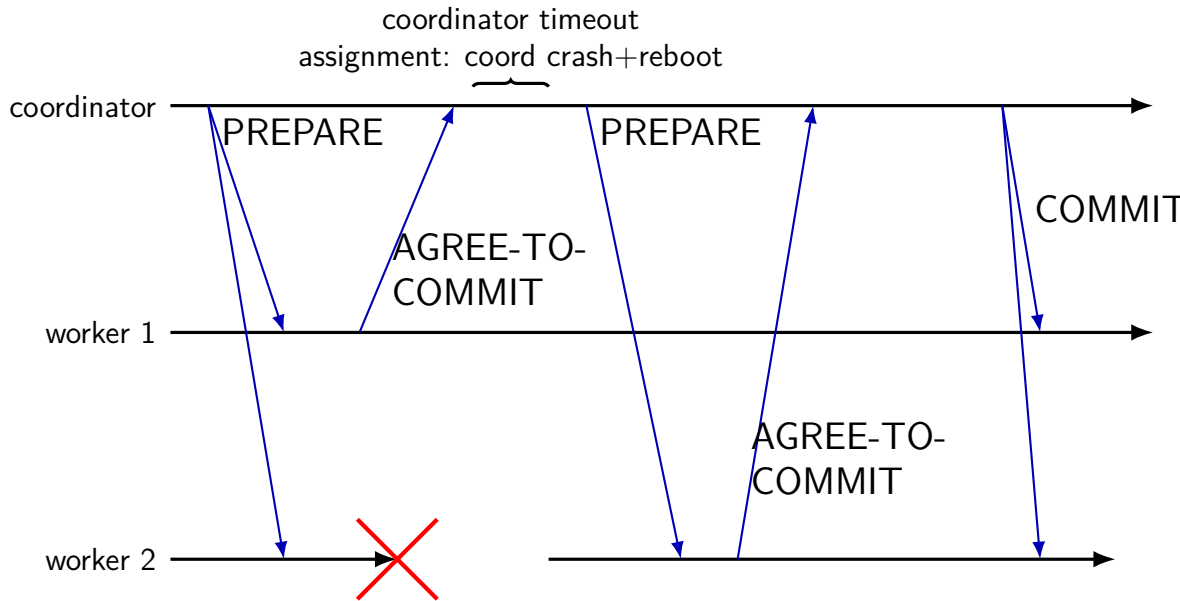 coordinator timeout
assignment: coord crash+reboot
coordinator
PREPARE
PREPARE
COMMIT
AGREE-TO-
COMMIT
worker 1
AGREE-TO-
COMMIT
worker 2